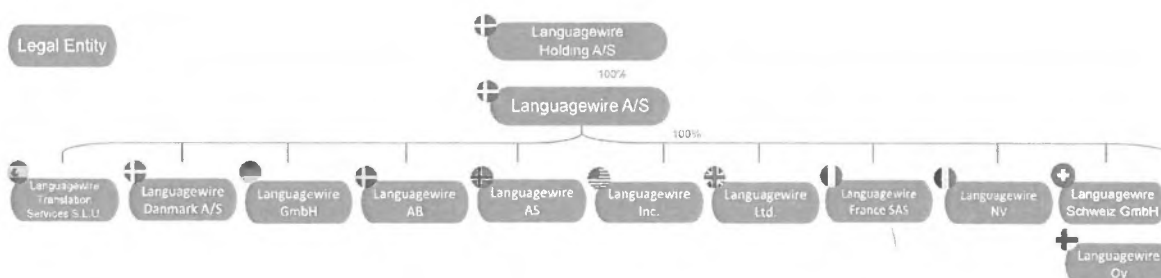 Legal Entity
Languagewire
Holding A/S
100%
Languagewire A/S
100%
Languagewire
Translation
Services S.L.U.
Languagewire
Danmark A/S
Languagewire
GmbH
Languagewire
AB
Languagewire
AS
Languagewire
Inc.
Languagewire
Ltd.
Languagewire
France SAS
Languagewire
NV
Languagewire
Schweiz GmbH
Languagewire
Oy